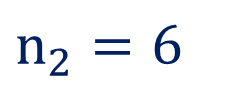 n₂ = 6